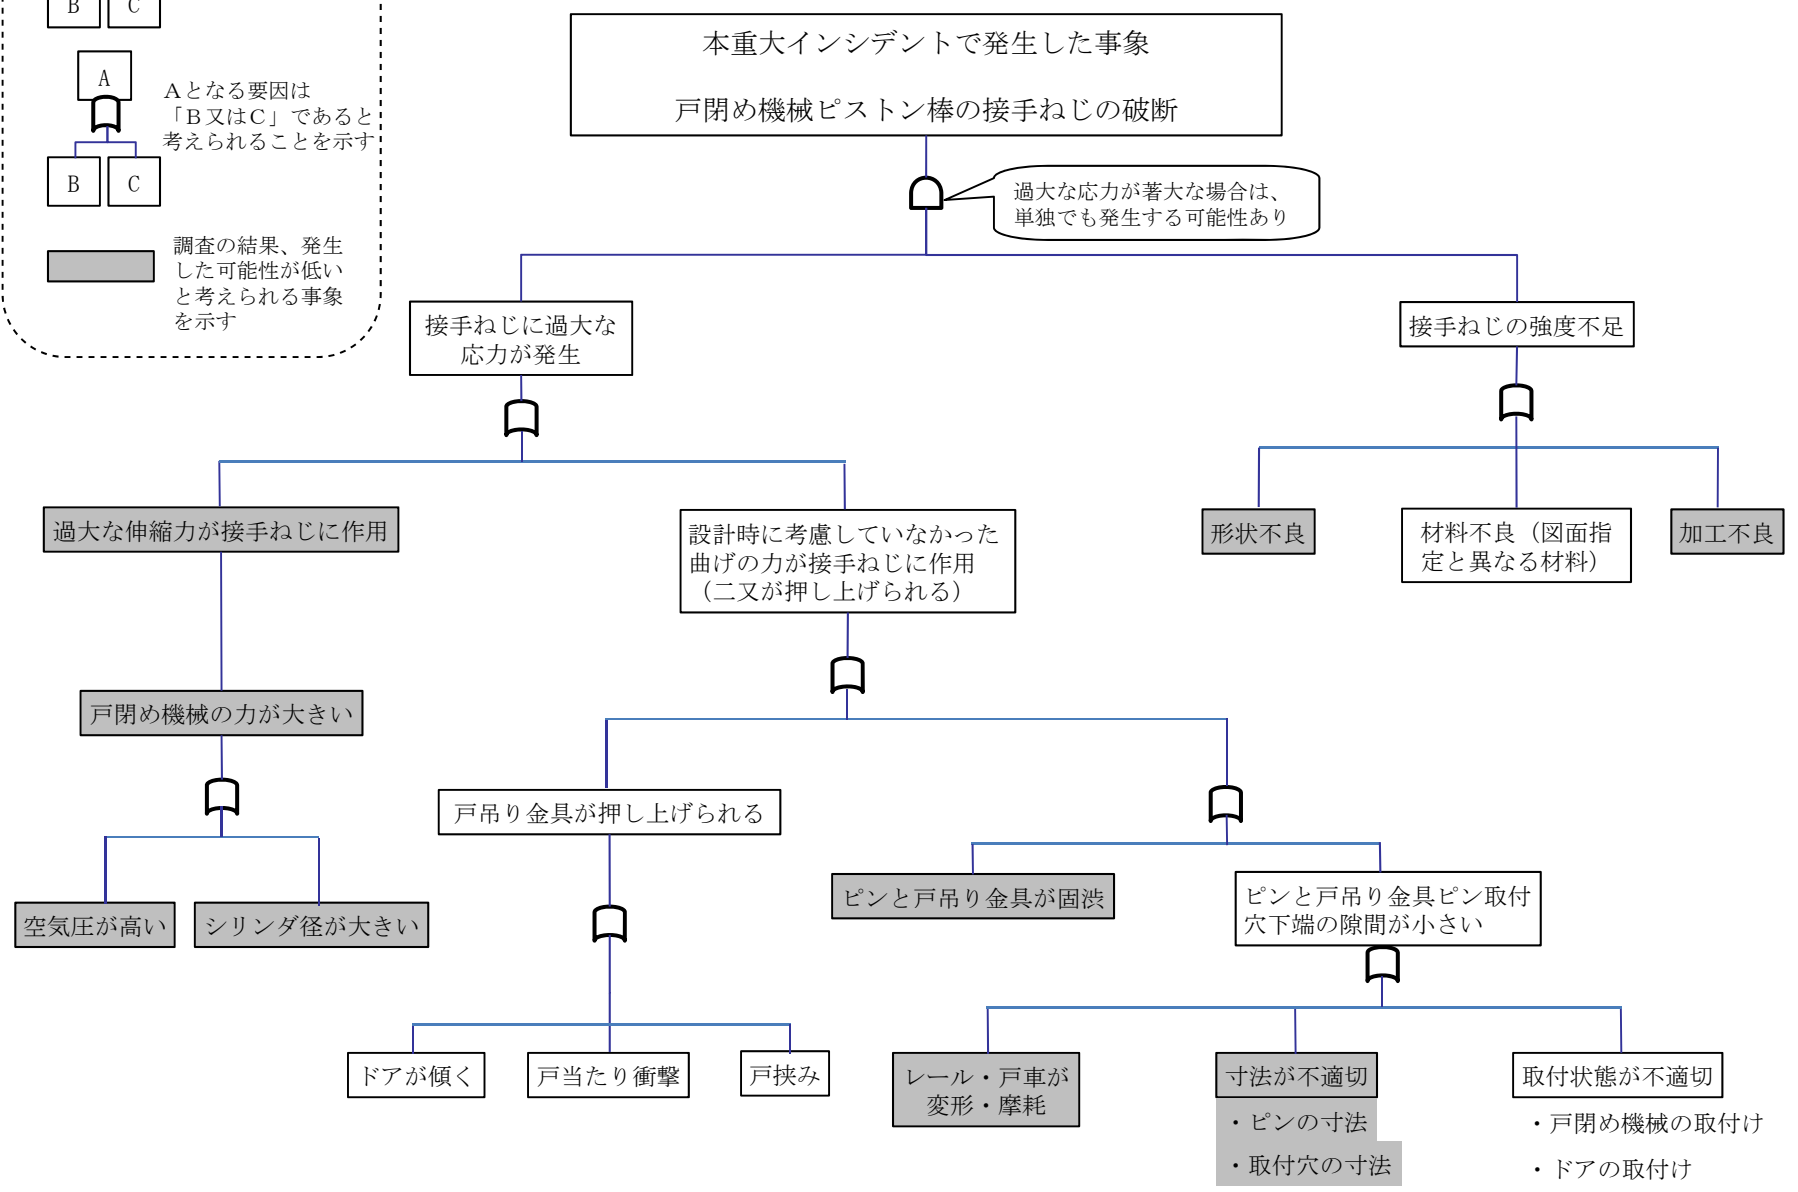 B C
A
Aとなる要因は
「B又はC」であると
考えられることを示す
B C
調査の結果、発生
した可能性が低い
と考えられる事象
を示す
本重大インシデントで発生した事象
戸閉め機械ピストン棒の接手ねじの破断
過大な応力が著大な場合は、
単独でも発生する可能性あり
接手ねじに過大な
応力が発生
接手ねじの強度不足
過大な伸縮力が接手ねじに作用
設計時に考慮していなかった
曲げの力が接手ねじに作用
（二又が押し上げられる）
形状不良
材料不良（図面指
定と異なる材料）
加工不良
戸閉め機械の力が大きい
戸吊り金具が押し上げられる
空気圧が高い
シリンダ径が大きい
ピンと戸吊り金具が固渋
ピンと戸吊り金具ピン取付
穴下端の隙間が小さい
ドアが傾く
戸当たり衝撃
戸挟み
レール・戸車が
変形・摩耗
寸法が不適切
・ピンの寸法
・取付穴の寸法
取付状態が不適切
・戸閉め機械の取付け
・ドアの取付け